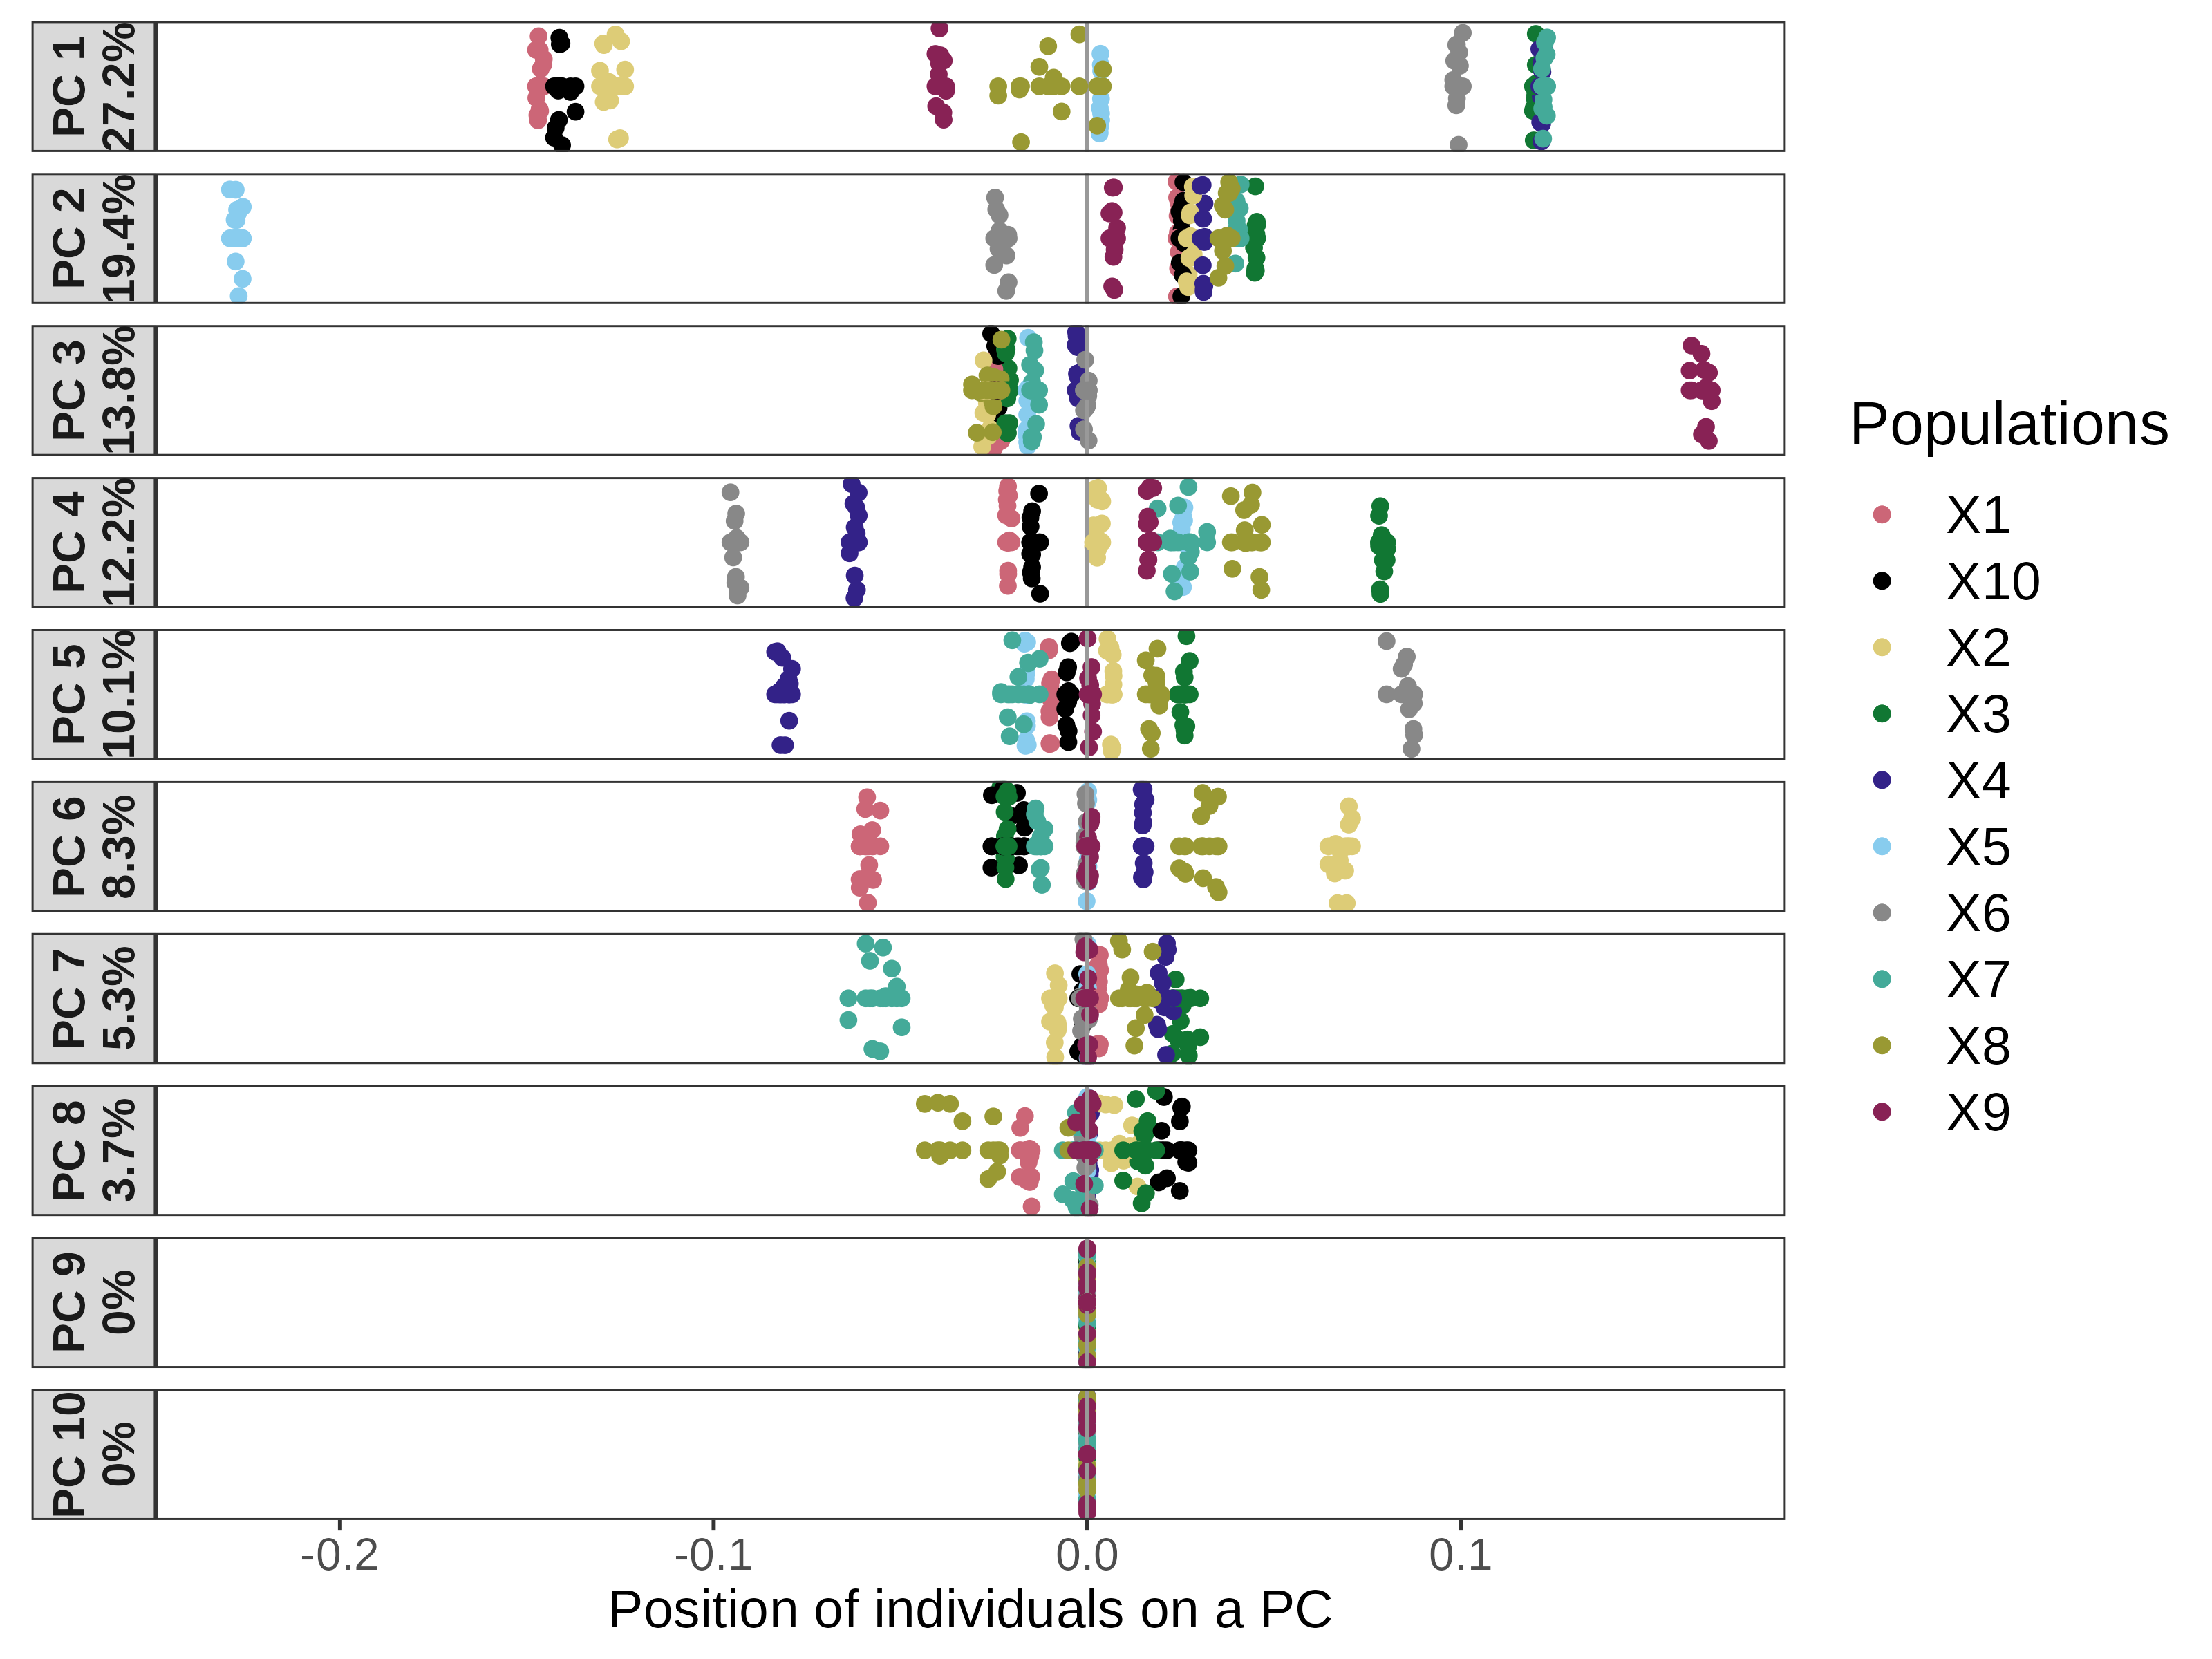 PC 1
27.2%
PC 2
19.4%
PC 3
13.8%
PC 4
12.2%
PC 5
10.1%
PC 6
8.3%
PC 7
5.3%
PC 8
3.7%
PC 9
0%
PC 10
0%
-0.2
-0.1
0.0
0.1
Position of individuals on a PC
Populations
X1
X10
X2
X3
X4
X5
X6
X7
X8
X9